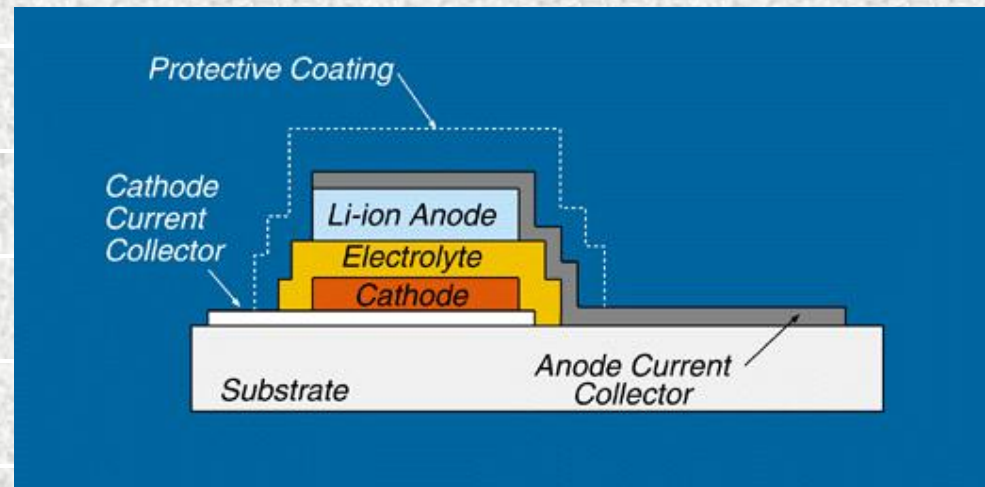 Protective Coating
Cathode
Current
Collector
Li-ion Anode
Electrolyte
Cathode
Anode Current
Collector
Substrate